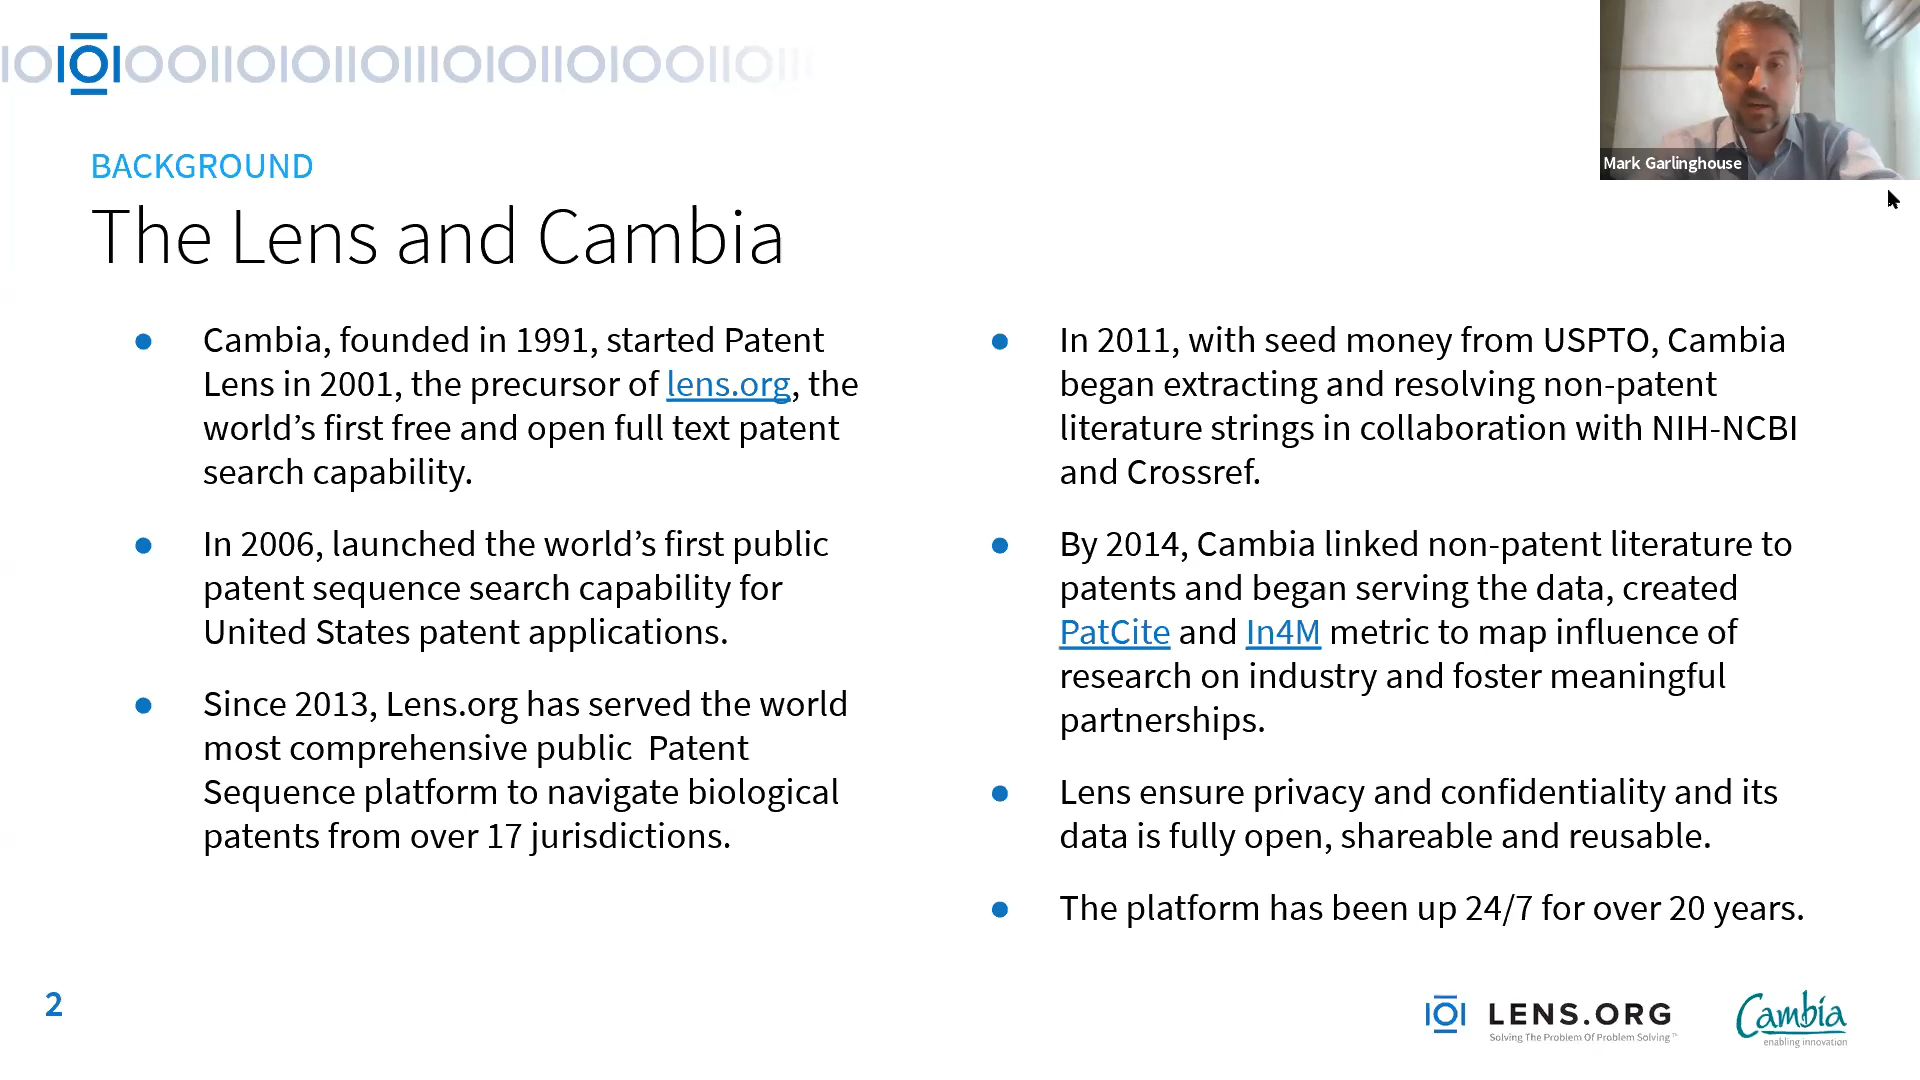 Mark Garlinghouse
BACKGROUND
The Lens and Cambia
Cambia, founded in 1991, started Patent
Lens in 2001, the precursor of lens.org, the
world’s first free and open full text patent
search capability.
In 2006, launched the world’s first public
patent sequence search capability for
United States patent applications.
Since 2013, Lens.org has served the world
most comprehensive public  Patent
Sequence platform to navigate biological
patents from over 17 jurisdictions.
In 2011, with seed money from USPTO, Cambia
began extracting and resolving non-patent
literature strings in collaboration with NIH-NCBI
and Crossref.
By 2014, Cambia linked non-patent literature to
patents and began serving the data, created
PatCite and In4M metric to map influence of
research on industry and foster meaningful
partnerships.
Lens ensure privacy and confidentiality and its
data is fully open, shareable and reusable.
The platform has been up 24/7 for over 20 years.
2
LENS.ORG
Solving The Problem Of Problem Solving™
Cambia
enabling innovation